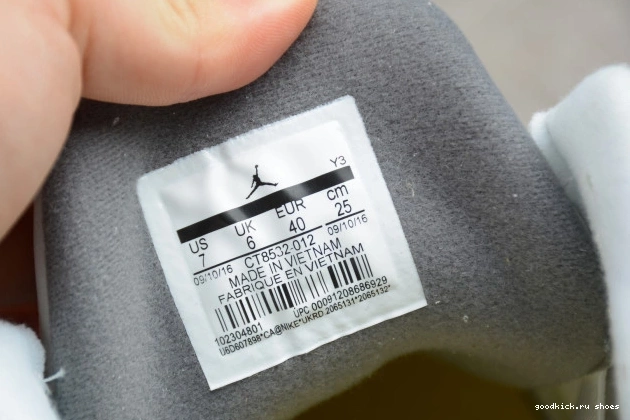 Y3
US UK EUR cm
7 6 40 25
09/10/16 CT8532-012 09/10/16
MADE IN VIETNAM
FABRIQUE EN VIETNAM
102304801 UPC 00091208686929
U6D607898*CA@NIKE*UKRD 2065131*2065132*
goodkick.ru shoes